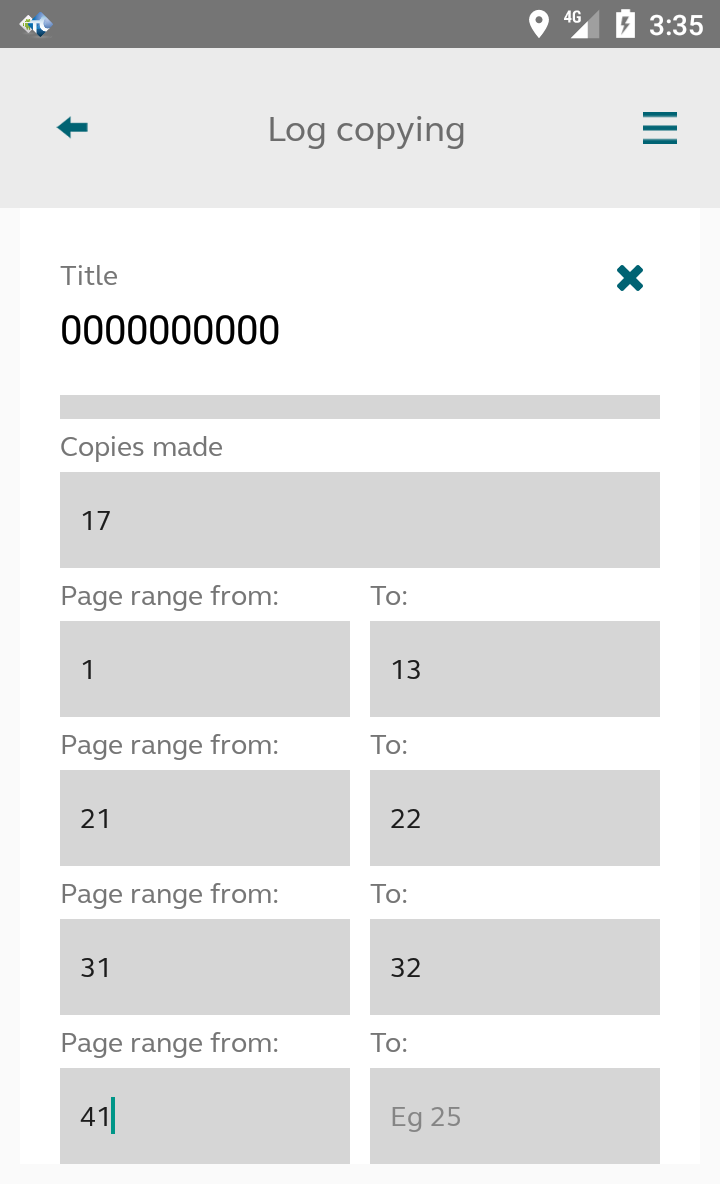 4G 3:35
Log copying
Title
0000000000
Copies made
17
Page range from: To:
1 13
Page range from: To:
21 22
Page range from: To:
31 32
Page range from: To:
41 Eg 25